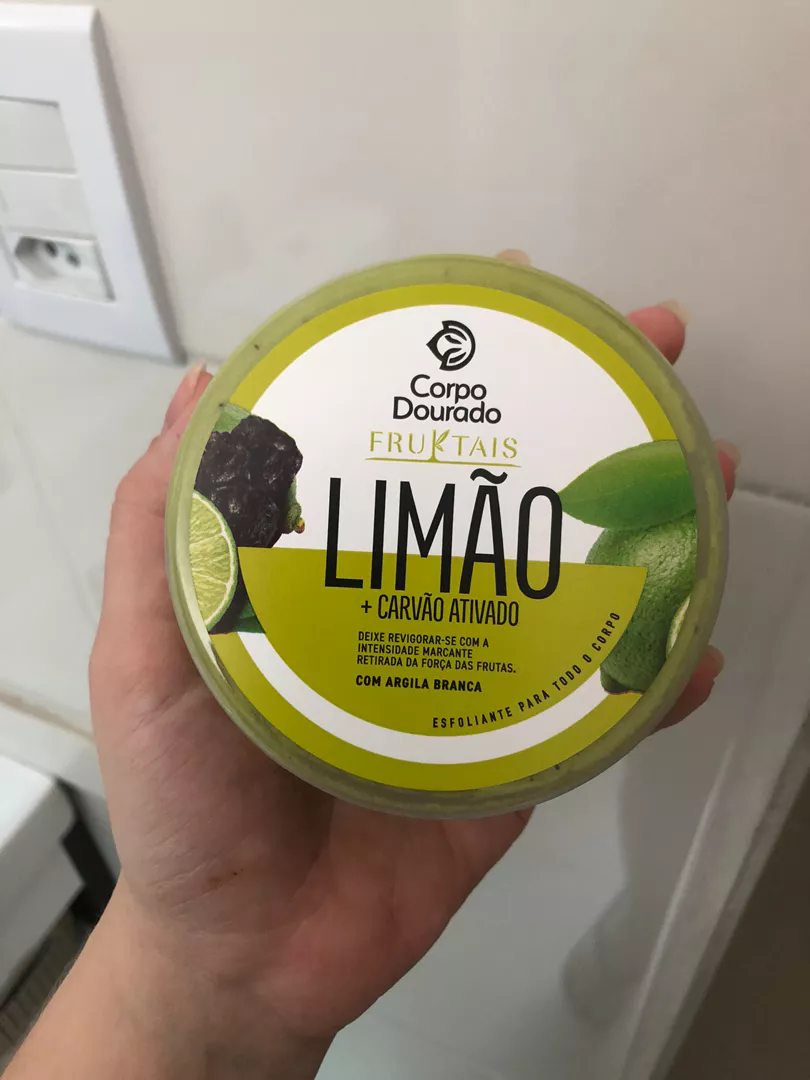 Corpo
Dourado
FRUKTAIS
LIMÃO
+ CARVÃO ATIVADO
DEIXE REVIGORAR-SE COM A
INTENSIDADE MARCANTE
RETIRADA DA FORÇA DAS FRUTAS.
COM ARGILA BRANCA
ESFOLIANTE PARA TODO O CORPO